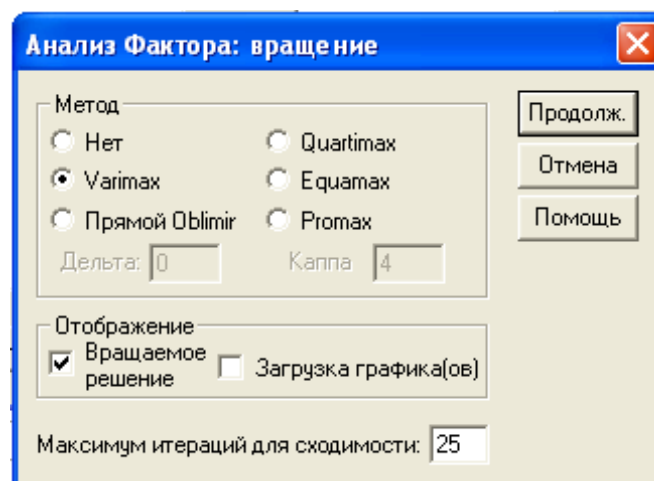 Анализ Фактора: вращение
Метод
Нет
Quartimax
Varimax
Equamax
Прямой Oblimir
Promax
Дельта: 0
Каппа 4
Продолж.
Отмена
Помощь
Отображение
Вращаемое решение
Загрузка графика(ов)
Максимум итераций для сходимости: 25